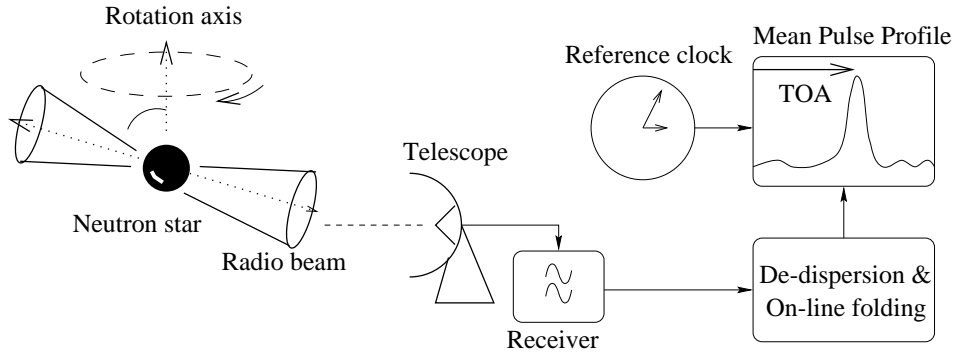 Rotation axis
Neutron star
Radio beam
Telescope
Receiver
Reference clock
Mean Pulse Profile
TOA
De-dispersion &
On-line folding